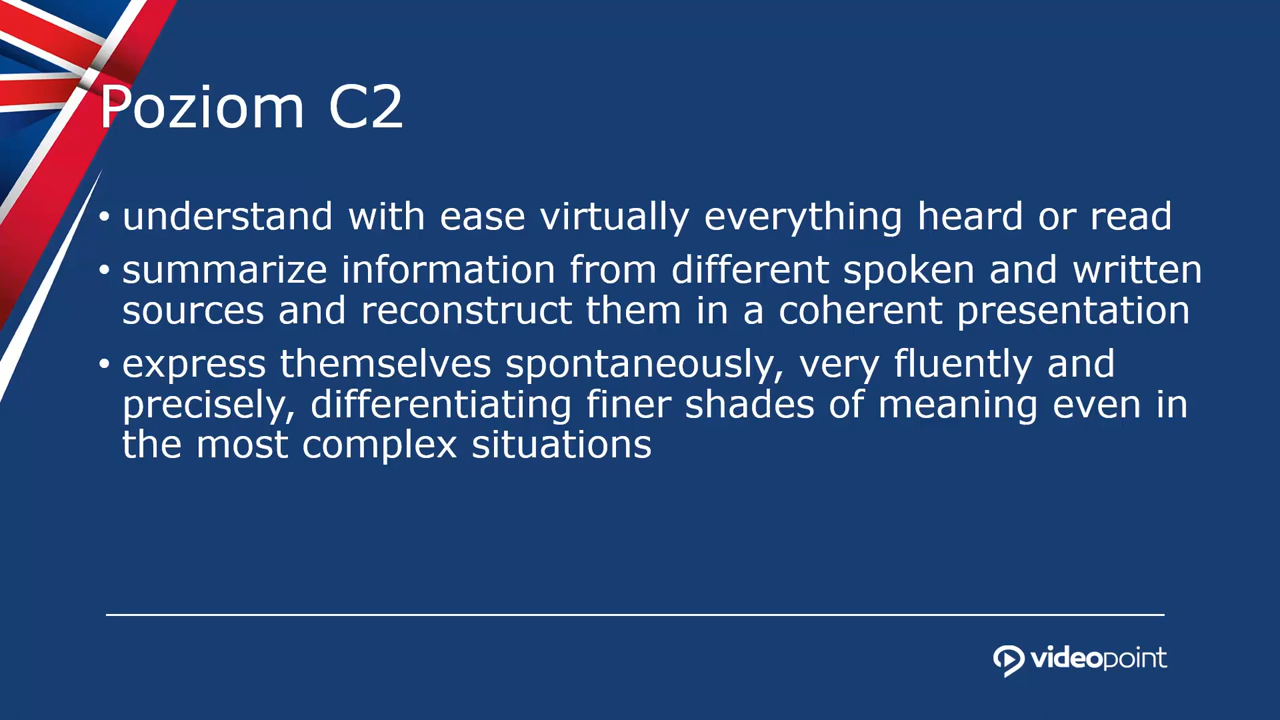 Poziom C2
• understand with ease virtually everything heard or read
• summarize information from different spoken and written
sources and reconstruct them in a coherent presentation
• express themselves spontaneously, very fluently and
precisely, differentiating finer shades of meaning even in
the most complex situations
videopoint